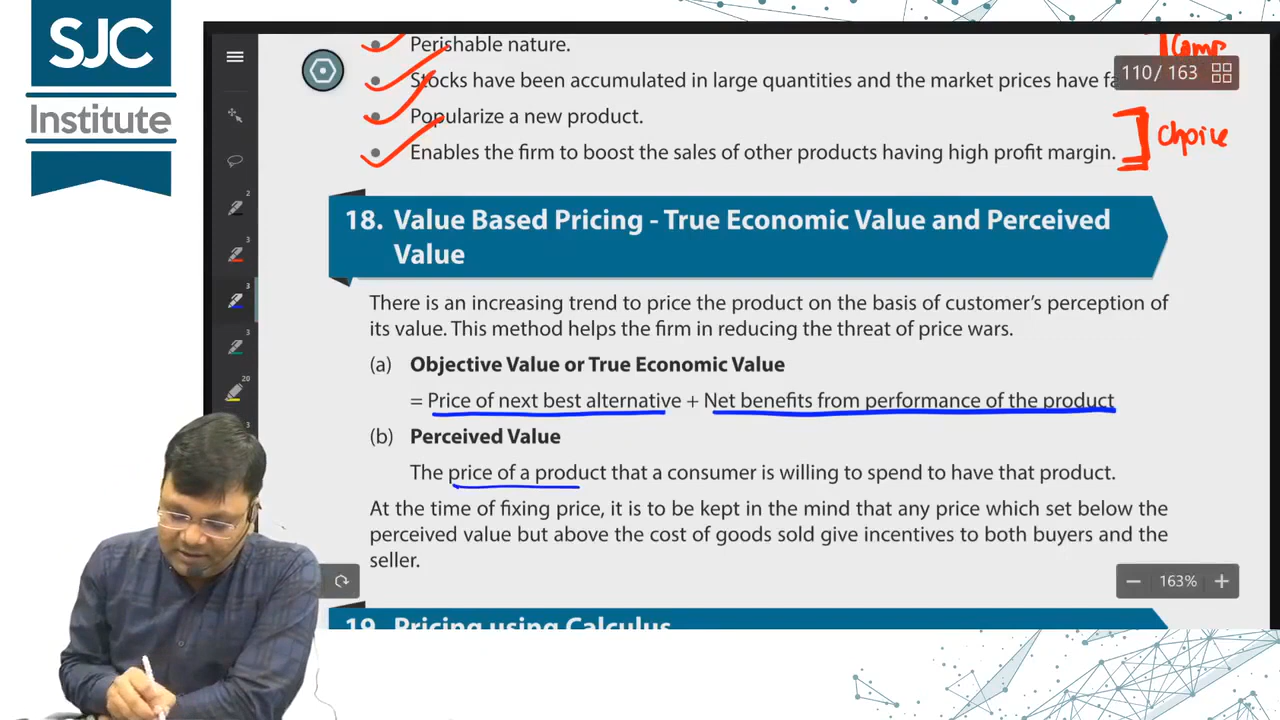 SJC
Institute
Perishable nature.
Stocks have been accumulated in large quantities and the market prices have fa
110 / 163
Popularize a new product.
Enables the firm to boost the sales of other products having high profit margin.
Choice
18. Value Based Pricing - True Economic Value and Perceived
Value
There is an increasing trend to price the product on the basis of customer's perception of
its value. This method helps the firm in reducing the threat of price wars.
(a) Objective Value or True Economic Value
= Price of next best alternative + Net benefits from performance of the product
(b) Perceived Value
The price of a product that a consumer is willing to spend to have that product.
At the time of fixing price, it is to be kept in the mind that any price which set below the
perceived value but above the cost of goods sold give incentives to both buyers and the
seller.
163%
19. Pricing using Calculus
2
3
3
3
20
3